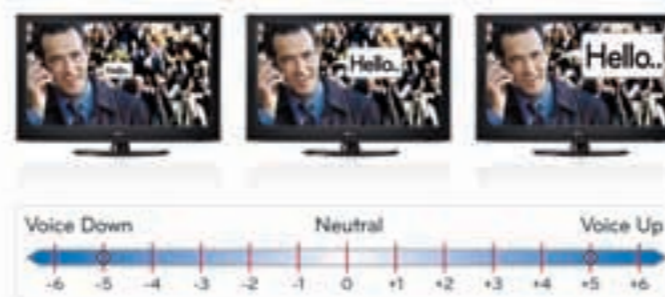 Hello..
Hello..
Hello..
Voice Down Neutral Voice Up
-6 -5 -4 -3 -2 -1 0 +1 +2 +3 +4 +5 +6